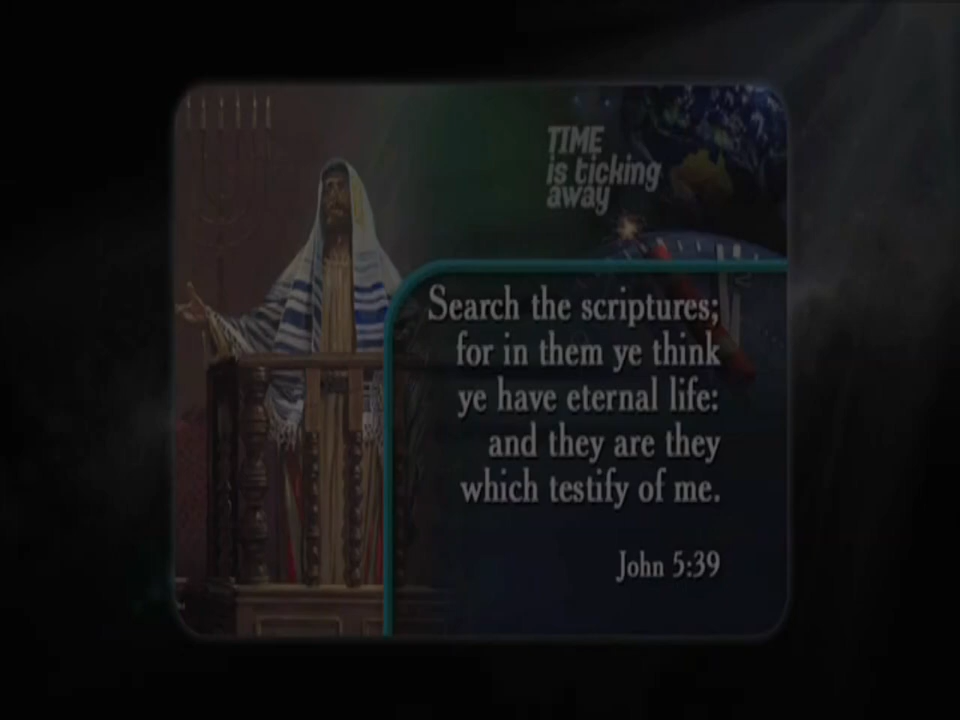 TIME
is ticking
away
Search the scriptures;
for in them ye think
ye have eternal life:
and they are they
which testify of me.
John 5:39